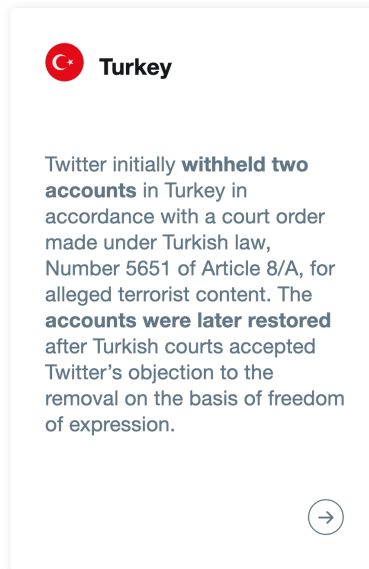 Turkey
Twitter initially withheld two
accounts in Turkey in
accordance with a court order
made under Turkish law,
Number 5651 of Article 8/A, for
alleged terrorist content. The
accounts were later restored
after Turkish courts accepted
Twitter’s objection to the
removal on the basis of freedom
of expression.